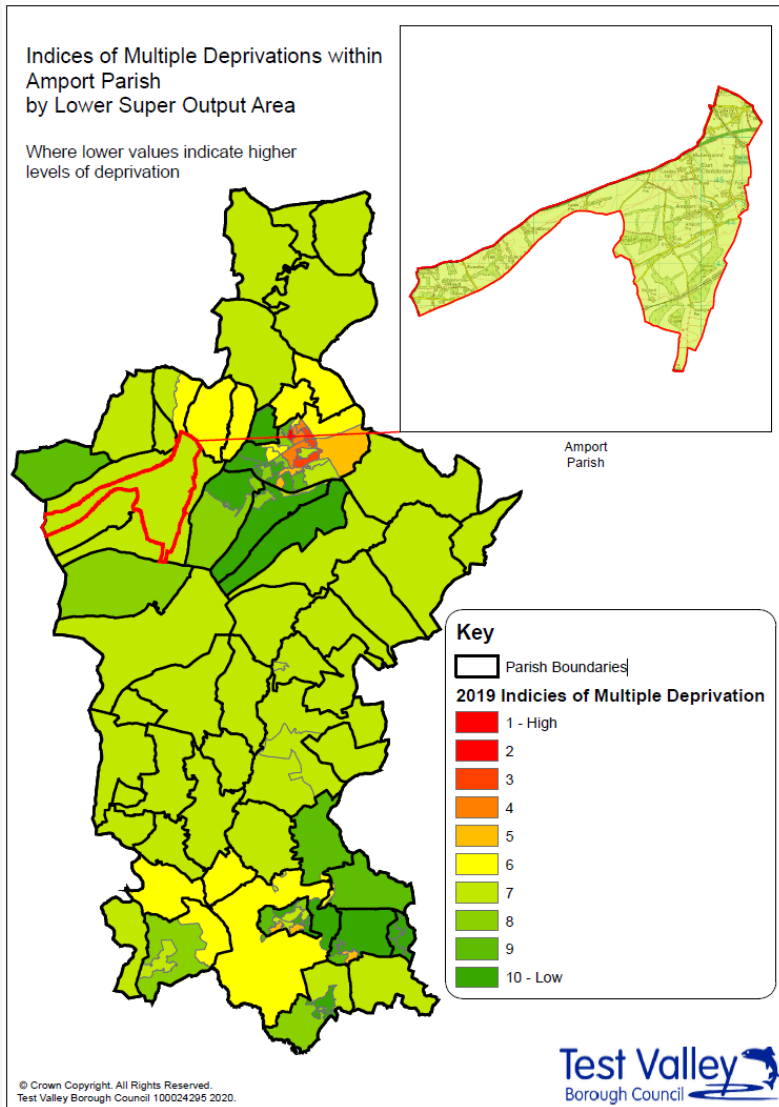 Indices of Multiple Deprivations within
Amport Parish
by Lower Super Output Area
Where lower values indicate higher
levels of deprivation
Amport
Parish
Key
Parish Boundaries
2019 Indicies of Multiple Deprivation
1 - High
2
3
4
5
6
7
8
9
10 - Low
© Crown Copyright. All Rights Reserved.
Test Valley Borough Council 100024295 2020.
Test Valley
Borough Council